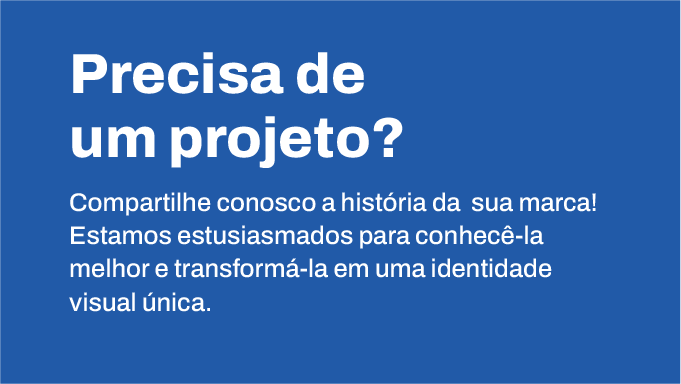 Precisa de
um projeto?
Compartilhe conosco a história da  sua marca!
Estamos estusiasmados para conhecê-la
melhor e transformá-la em uma identidade
visual única.